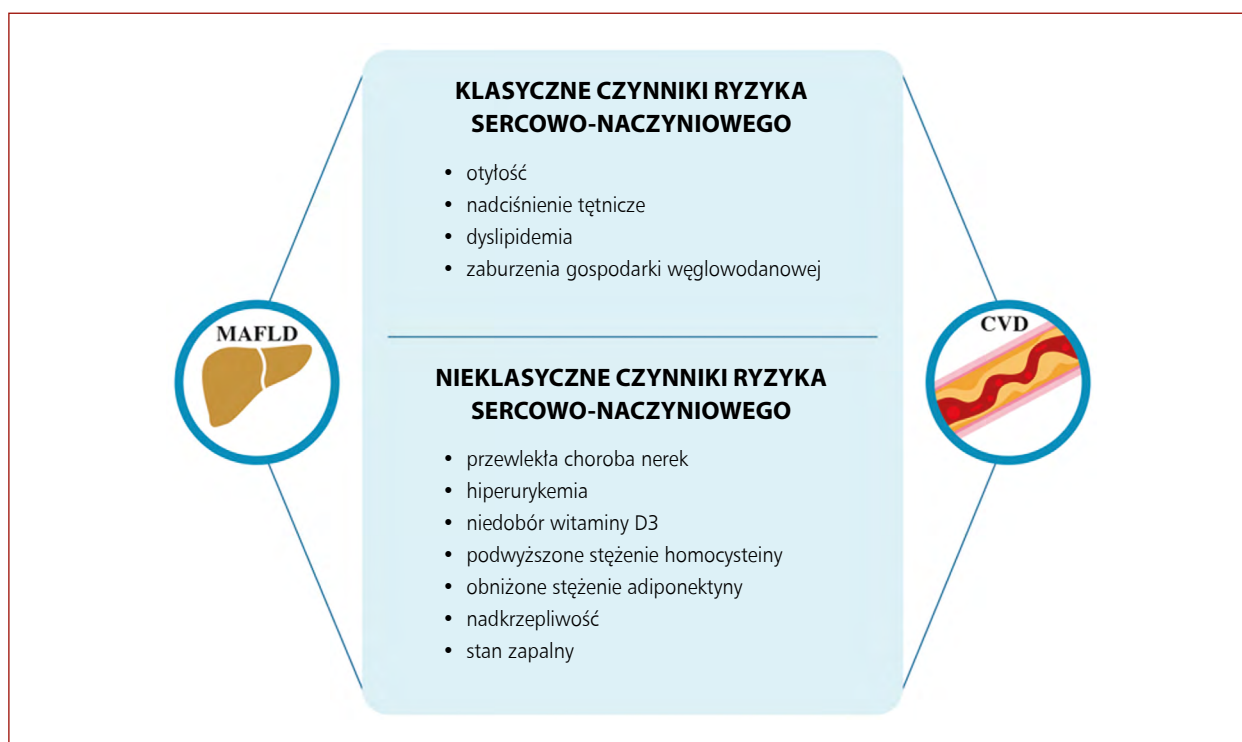 KLASYCZNE CZYNNIKI RYZYKA
SERCOWO-NACZYNIOWEGO
• otyłość
• nadciśnienie tętnicze
• dyslipidemia
• zaburzenia gospodarki węglowodanowej
MAFLD
CVD
NIEKLASYCZNE CZYNNIKI RYZYKA
SERCOWO-NACZYNIOWEGO
• przewlekła choroba nerek
• hiperurykemia
• niedobór witaminy D3
• podwyższone stężenie homocysteiny
• obniżone stężenie adiponektyny
• nadkrzepliwość
• stan zapalny